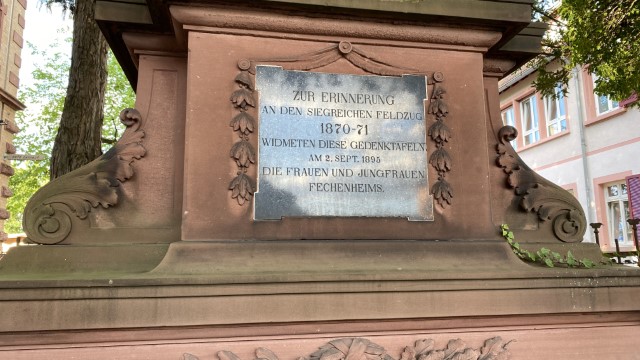 ZUR ERINNERUNG
AN DEN SIEGREICHEN FELDZUG
1870-71
WIDMETEN DIESE GEDENKTAFELN
AM 2. SEPT. 1895
DIE FRAUEN UND JUNGFRAUEN
FECHENHEIMS.